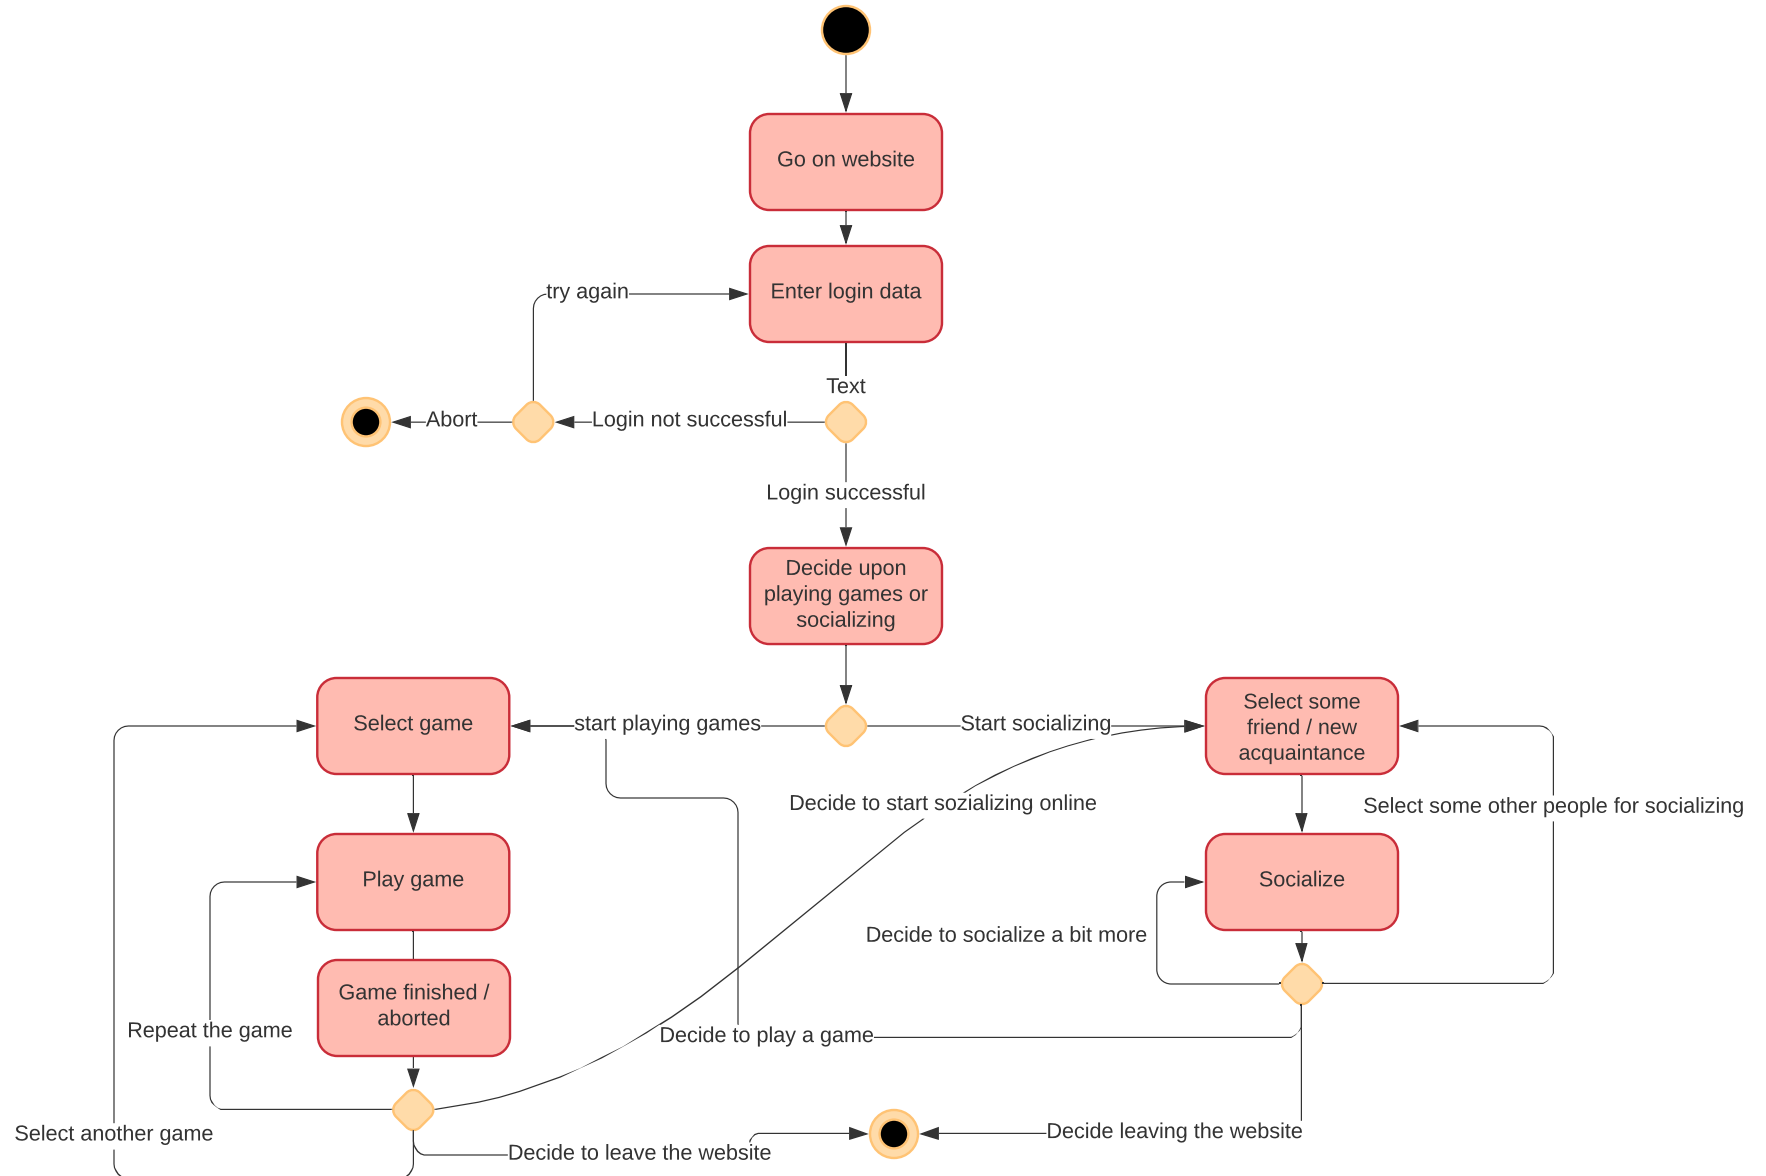 Go on website
Enter login data
try again
Text
Abort
Login not successful
Login successful
Decide upon
playing games or
socializing
Select game
start playing games
Start socializing
Select some
friend / new
acquaintance
Decide to start sozializing online
Select some other people for socializing
Play game
Socialize
Decide to socialize a bit more
Game finished /
aborted
Repeat the game
Decide to play a game
Select another game
Decide to leave the website
Decide leaving the website